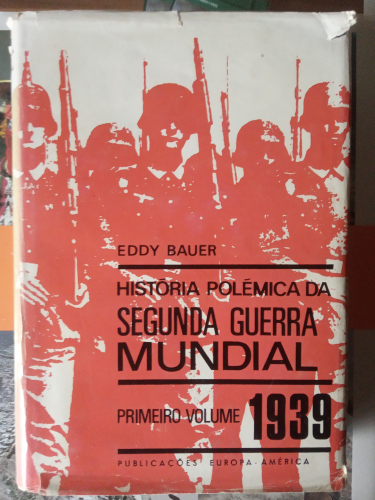 EDDY BAUER
HISTÓRIA POLÉMICA DA
SEGUNDA GUERRA
MUNDIAL
PRIMEIRO VOLUME 1939
PUBLICAÇÕES EUROPA-AMÉRICA